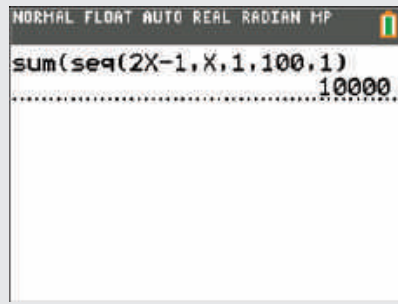 NORMAL FLOAT AUTO REAL RADIAN MP
sum(seq(2X-1,X,1,100,1)
10000